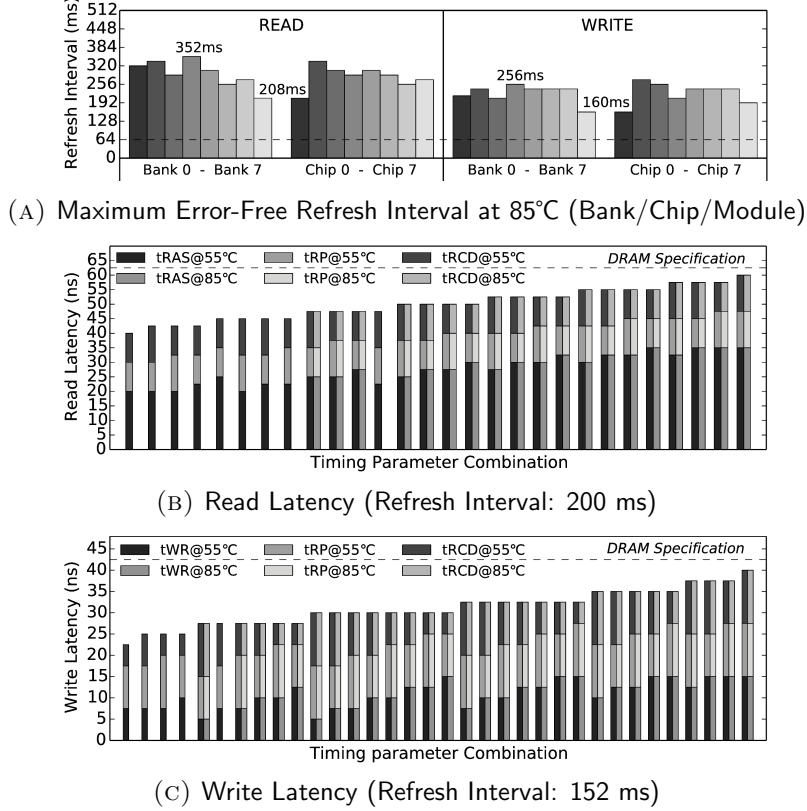 512
448
384
320
256
192
128
64
0
Refresh Interval (ms)
READ
352ms
208ms
WRITE
256ms
160ms
Bank 0 - Bank 7
Chip 0 - Chip 7
Bank 0 - Bank 7
Chip 0 - Chip 7
(A) Maximum Error-Free Refresh Interval at 85°C (Bank/Chip/Module)
65
60
55
50
45
40
35
30
25
20
15
10
5
0
Read Latency (ns)
tRAS@55°C tRP@55°C tRCD@55°C
tRAS@85°C tRP@85°C tRCD@85°C
DRAM Specification
Timing Parameter Combination
(B) Read Latency (Refresh Interval: 200 ms)
45
40
35
30
25
20
15
10
5
0
Write Latency (ns)
tWR@55°C tRP@55°C tRCD@55°C
tWR@85°C tRP@85°C tRCD@85°C
DRAM Specification
Timing parameter Combination
(C) Write Latency (Refresh Interval: 152 ms)